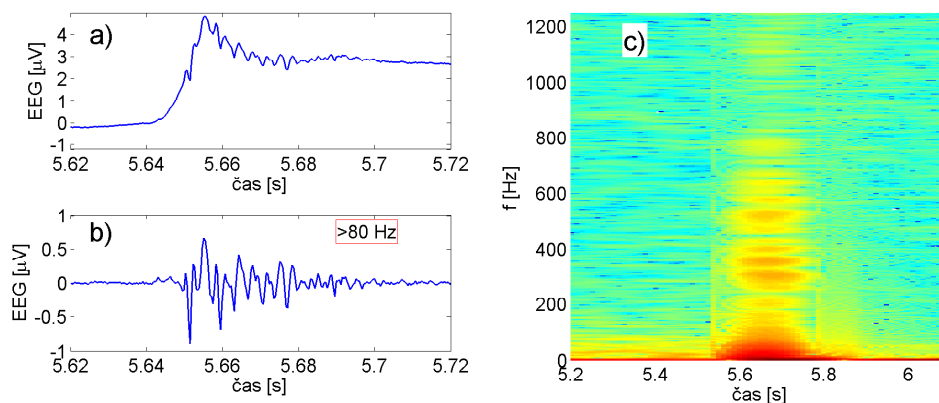 a)
EEG [μV]
4
3
2
1
0
-1
5.62 5.64 5.66 5.68 5.7 5.72
čas [s]
b)
>80 Hz
EEG [μV]
1
0.5
0
-0.5
-1
5.62 5.64 5.66 5.68 5.7 5.72
čas [s]
c)
f [Hz]
1200
1000
800
600
400
200
0
5.2 5.4 5.6 5.8 6
čas [s]